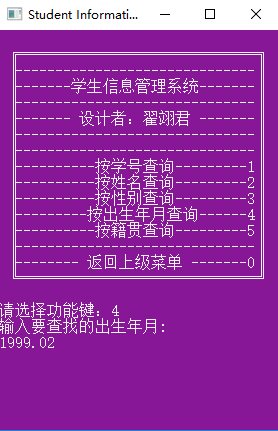 Student Informati...
------------------------------
-------学生信息管理系统-------
------------------------------
------- 设计者：翟翊君 -------
------------------------------
------------------------------
----------按学号查询---------1
----------按姓名查询---------2
----------按性别查询---------3
---------按出生年月查询------4
----------按籍贯查询---------5
------------------------------
-------- 返回上级菜单 -------0
请选择功能键：4
输入要查找的出生年月:
1999.02